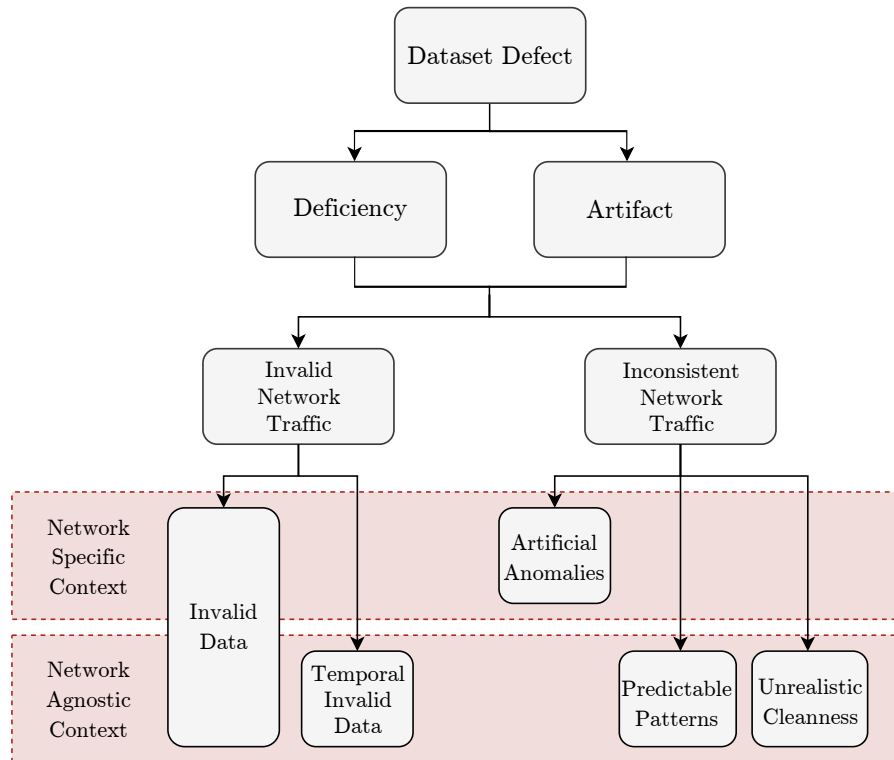 Dataset Defect
Deficiency
Artifact
Invalid
Network
Traffic
Inconsistent
Network
Traffic
Network
Specific
Context
Invalid
Data
Artificial
Anomalies
Network
Agnostic
Context
Temporal
Invalid
Data
Predictable
Patterns
Unrealistic
Cleanness